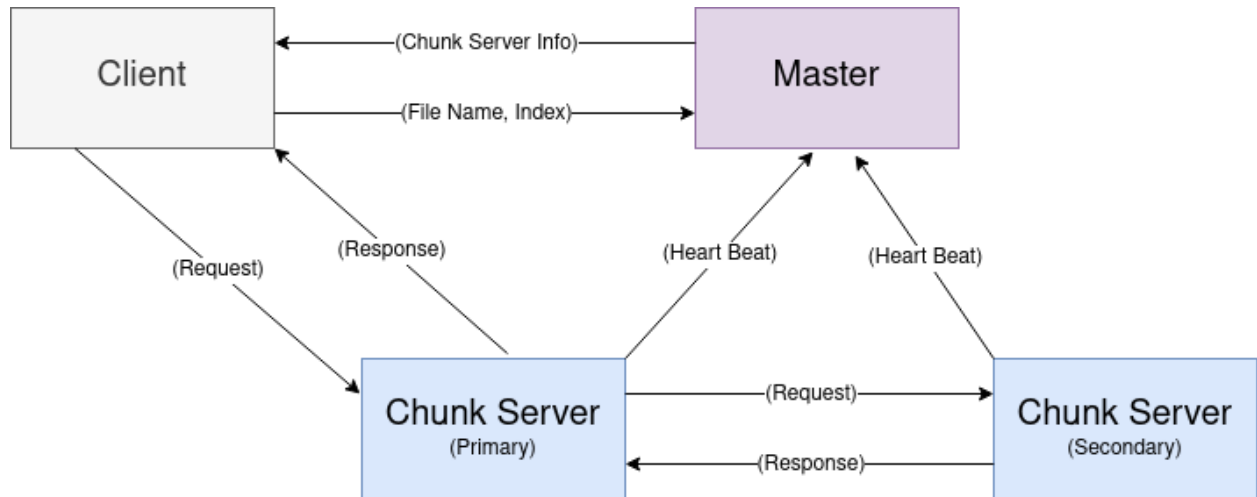 (Chunk Server Info)
Client
Master
(File Name, Index)
(Response)
(Request)
(Heart Beat)
(Heart Beat)
Chunk Server
(Primary)
(Request)
(Response)
Chunk Server
(Secondary)